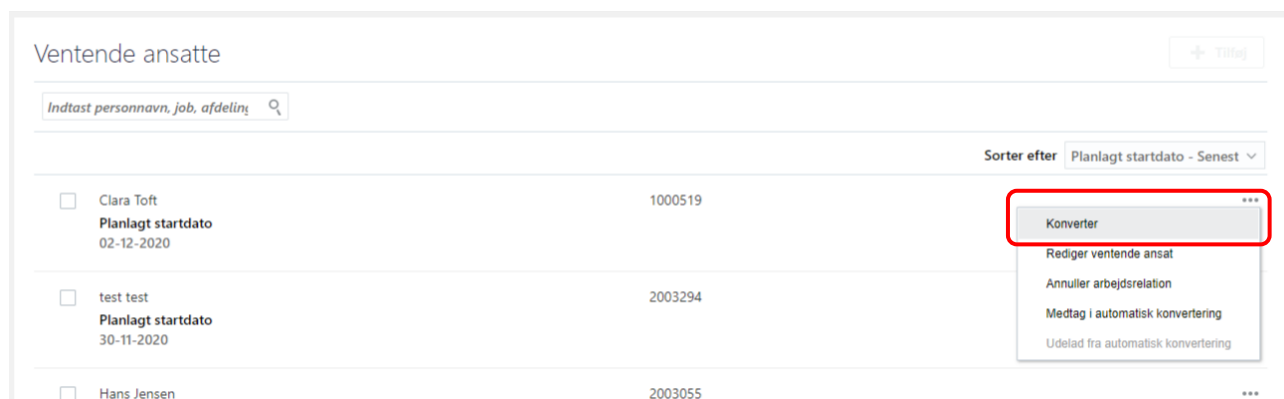 Ventende ansatte
+ Tilføj
Indtast personnavn, job, afdeling
Sorter efter Planlagt startdato - Senest
Clara Toft 1000519
Planlagt startdato
02-12-2020
Konverter
Rediger ventende ansat
Annuller arbejdsrelation
Medtag i automatisk konvertering
Udelad fra automatisk konvertering
test test 2003294
Planlagt startdato
30-11-2020
Hans Jensen 2003055